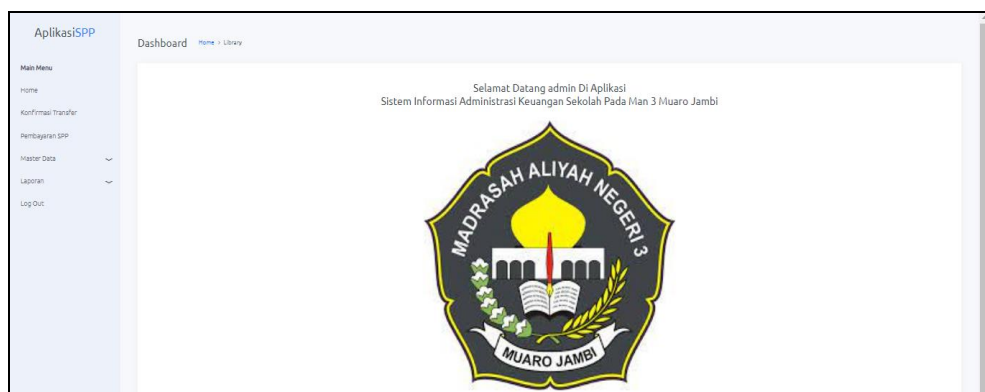 AplikasiSPP
Main Menu
Home
Konfirmasi Transfer
Pembayaran SPP
Master Data
Laporan
Log Out
Dashboard Home > Library
Selamat Datang admin Di Aplikasi
Sistem Informasi Administrasi Keuangan Sekolah Pada Man 3 Muaro Jambi
MADRASAH ALIYAH NEGERI 3
MUARO JAMBI